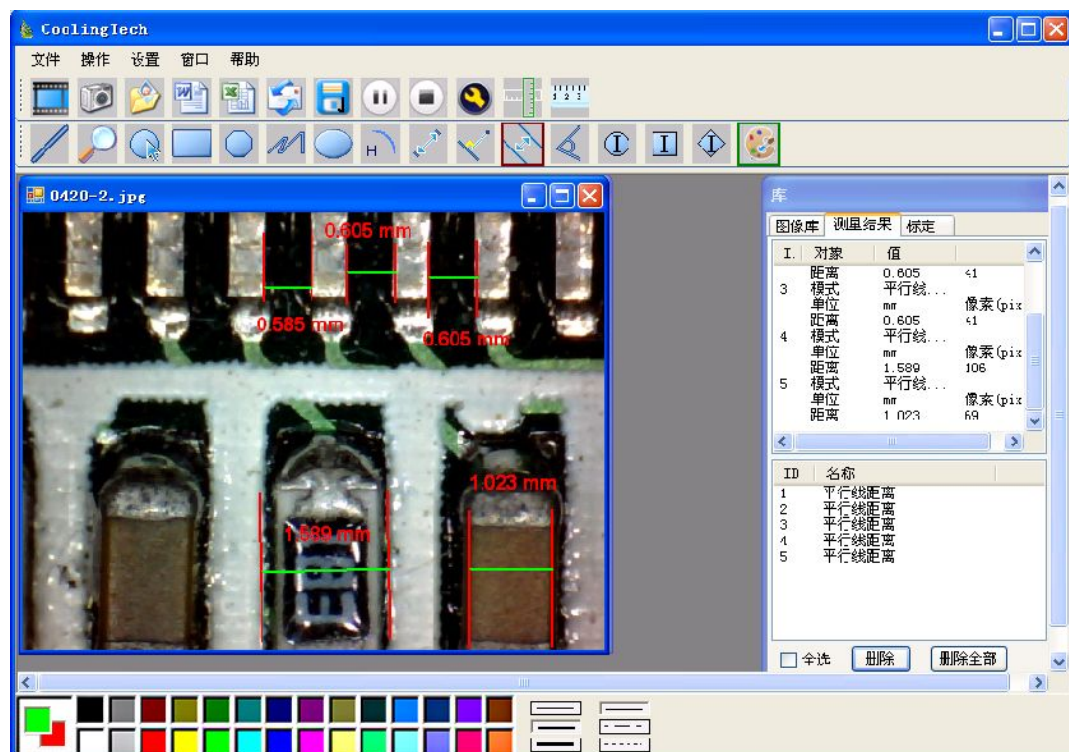 CoolingTech
文件 操作 设置 窗口 帮助
0420-2.jpg
0.605 mm
0.585 mm
0.605 mm
1.023 mm
1.589 mm
库
图像库 测量结果 标定
I. 对象 值
距离 0.605 41
3 模式 平行线...
单位 mm 像素(pix
距离 0.605 41
4 模式 平行线...
单位 mm 像素(pix
距离 1.589 106
5 模式 平行线...
单位 mm 像素(pix
距离 1.023 69
ID 名称
1 平行线距离
2 平行线距离
3 平行线距离
4 平行线距离
5 平行线距离
全选 删除 删除全部